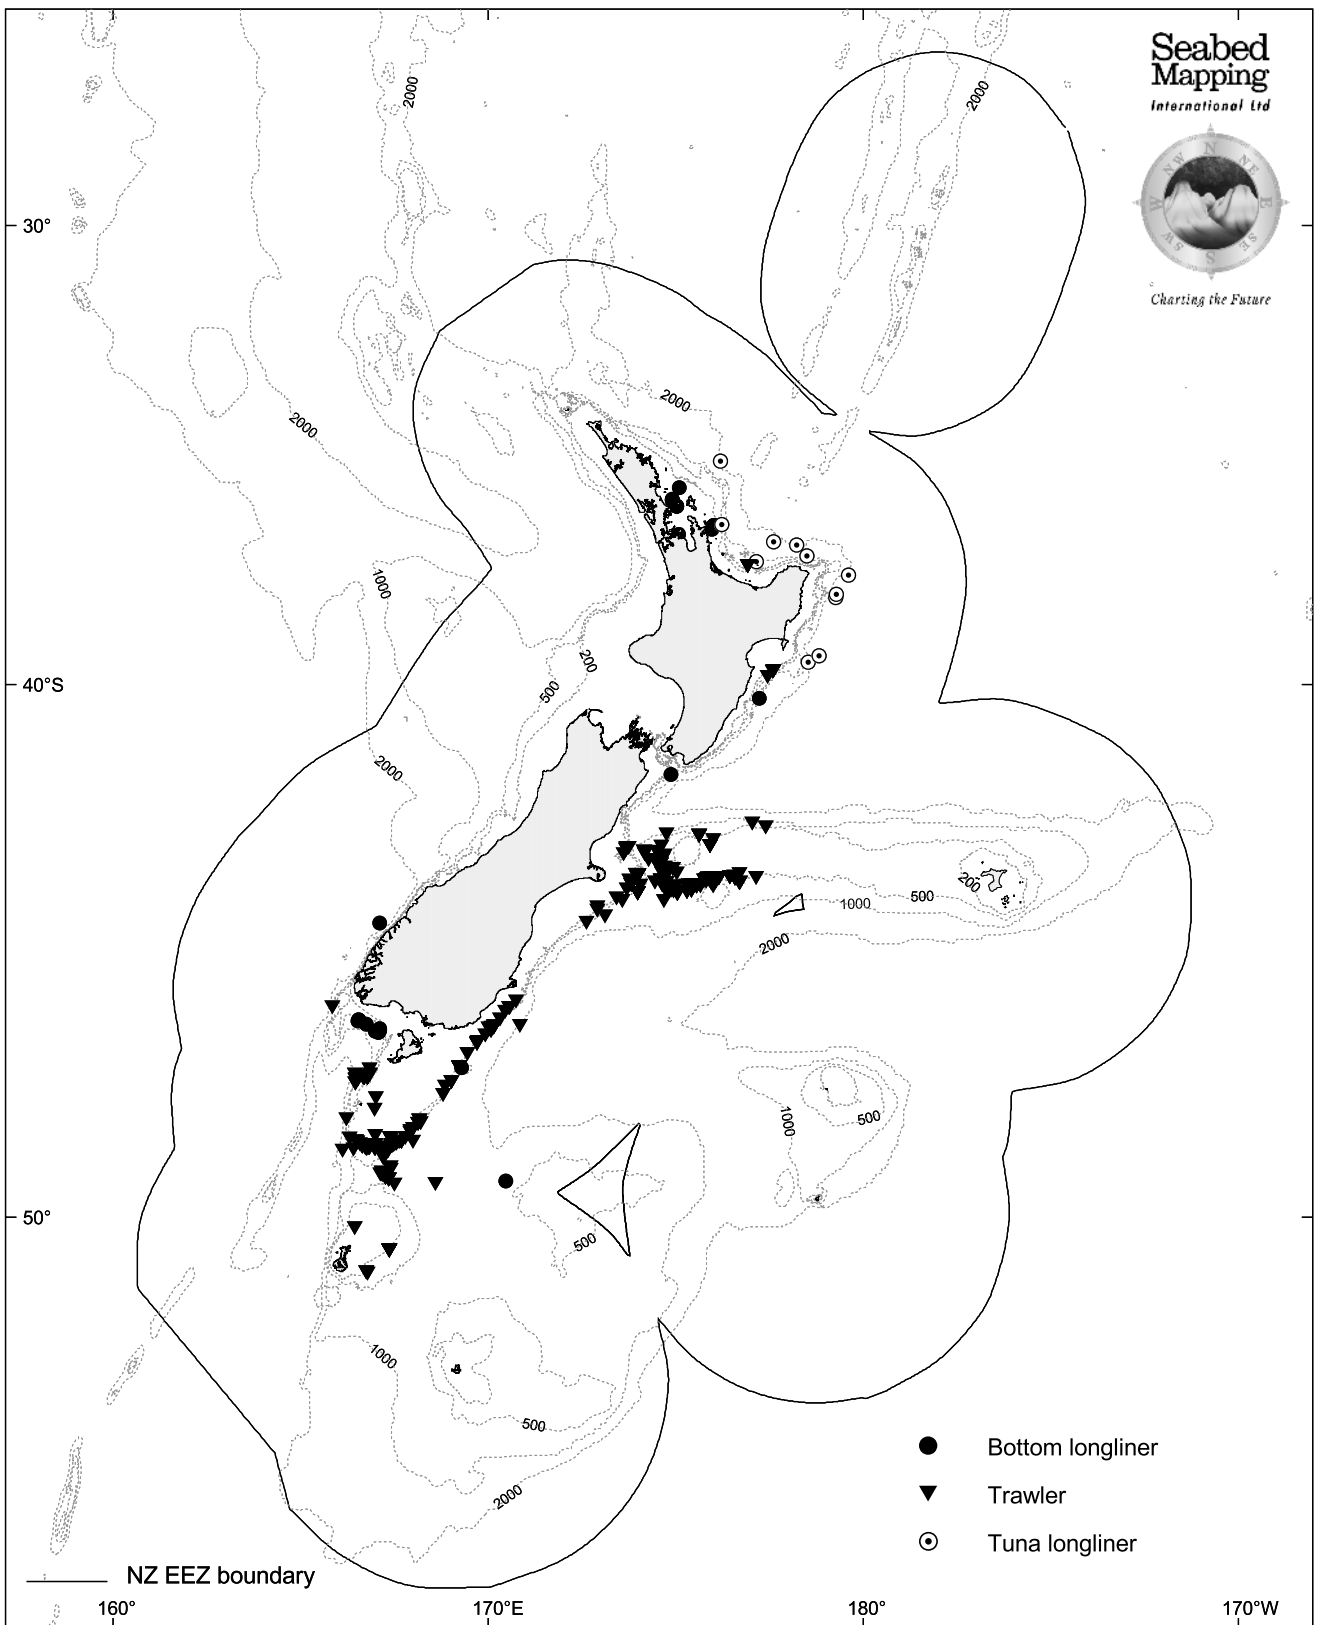 Seabed
Mapping
International Ltd
N
NE
E
SE
S
SW
W
NW
Charting the Future
2000
2000
30°
2000
2000
1000
200
500
40°S
2000
200
500
1000
2000
1000
500
50°
500
1000
500
2000
Bottom longliner
Trawler
Tuna longliner
NZ EEZ boundary
160°
170°E
180°
170°W